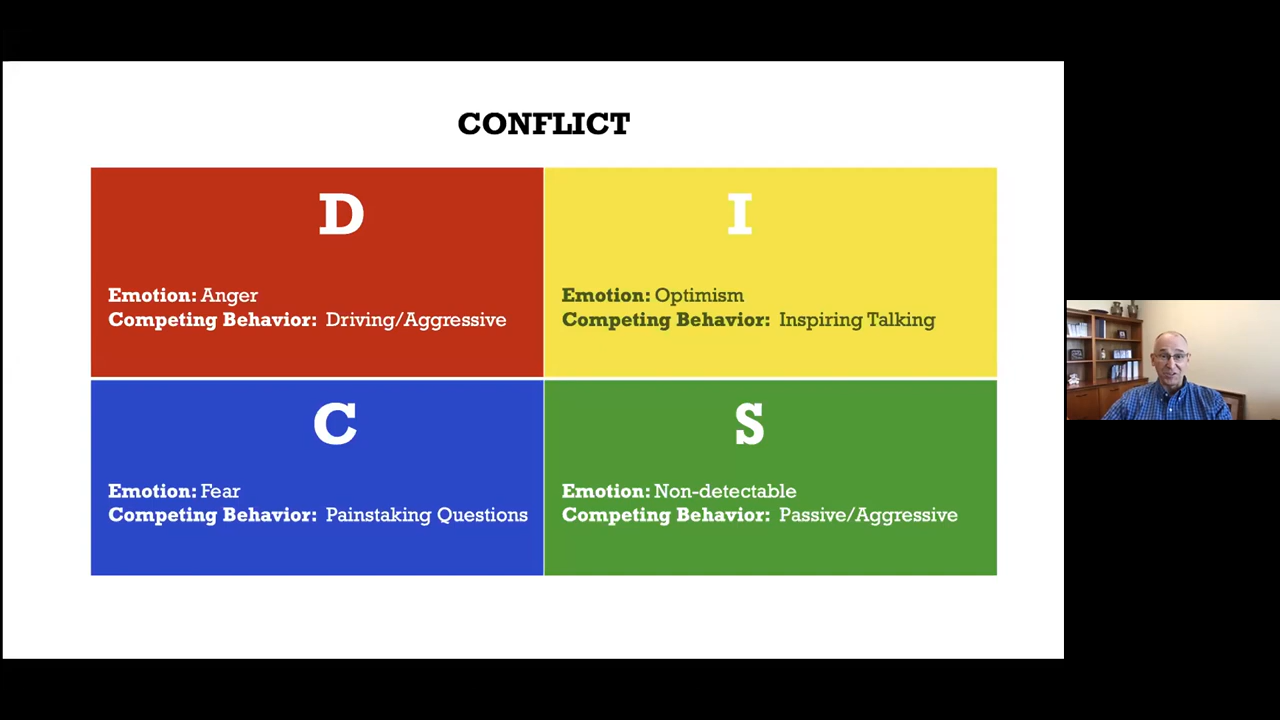 CONFLICT
D
Emotion: Anger
Competing Behavior: Driving/Aggressive
I
Emotion: Optimism
Competing Behavior: Inspiring Talking
C
Emotion: Fear
Competing Behavior: Painstaking Questions
S
Emotion: Non-detectable
Competing Behavior: Passive/Aggressive